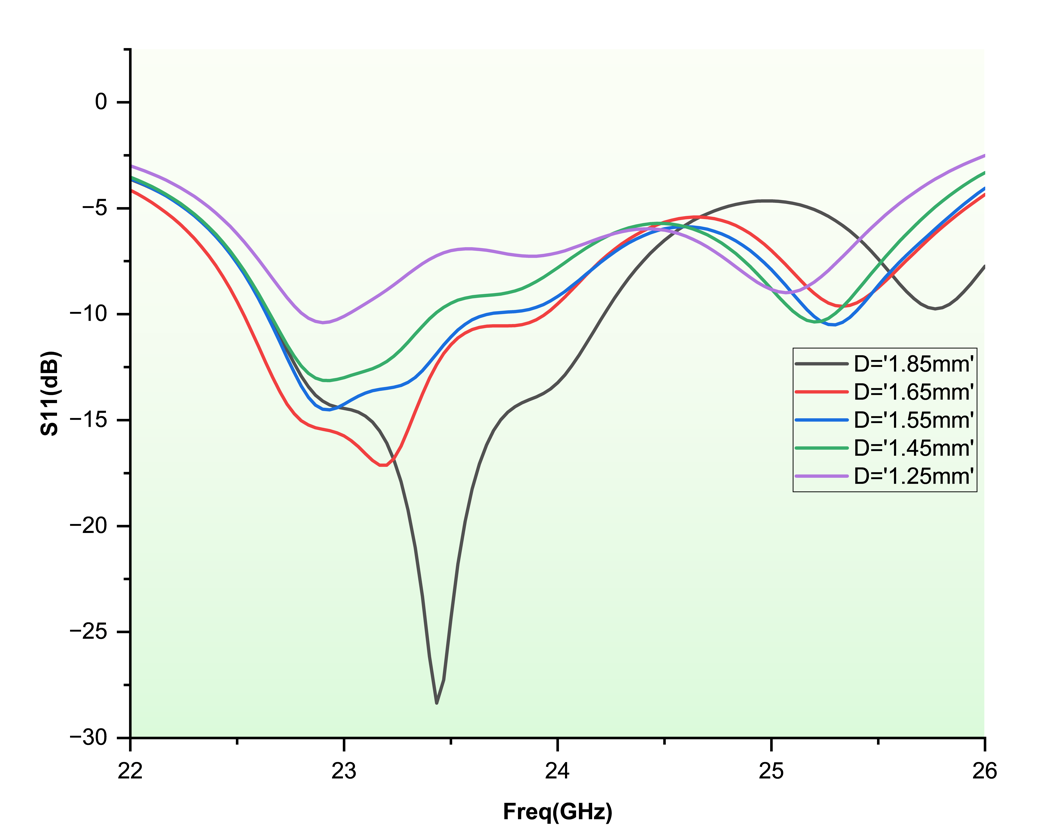 0
−5
−10
−15
−20
−25
−30
S11(dB)
D='1.85mm'
D='1.65mm'
D='1.55mm'
D='1.45mm'
D='1.25mm'
22 23 24 25 26
Freq(GHz)